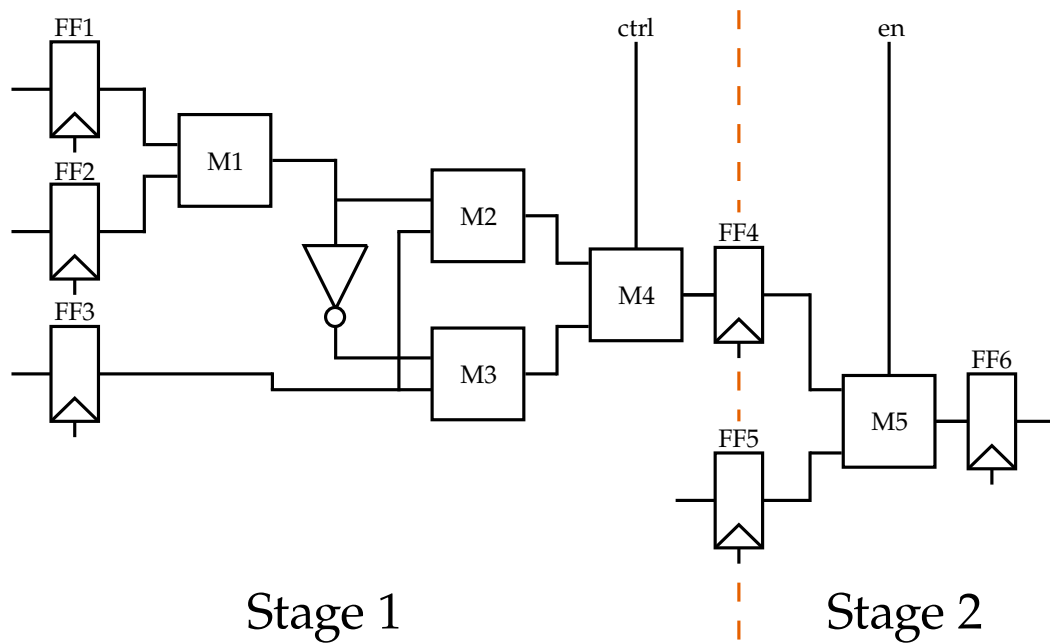 FF1
ctrl
en
M1
FF2
M2
FF4
M4
FF3
M3
FF6
M5
FF5
Stage 1
Stage 2